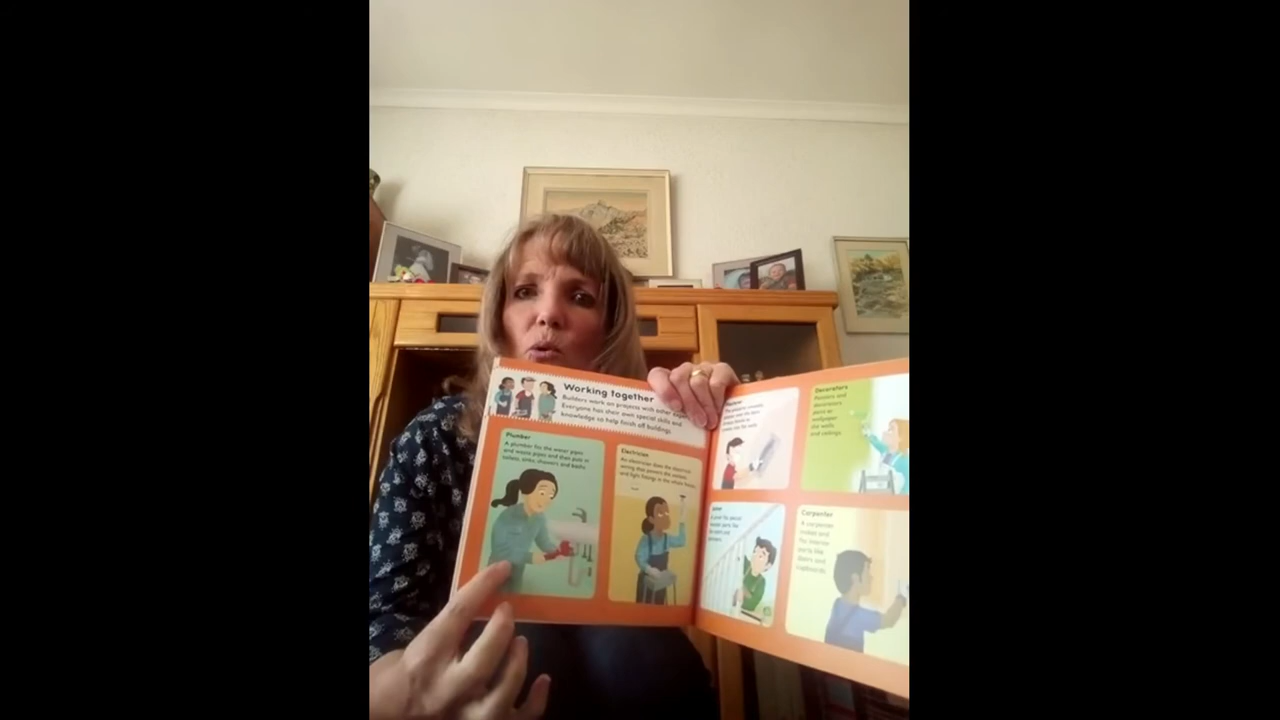 Working together
Builders work on projects with other
Everyone has their own special skills and
knowledge to help finish off buildings.
Plumber
A plumber fits the water pipes
and waste pipes and then puts in
toilets, sinks, showers and baths.
Electrician
An electrician does the electrical
wiring that powers the sockets
and light fittings in the whole house.
Decorators
Painters and
decorators
paint or
wallpaper
the walls
and ceilings.
Carpenter
A carpenter
makes and
fits interior
parts like
doors and
cupboards.